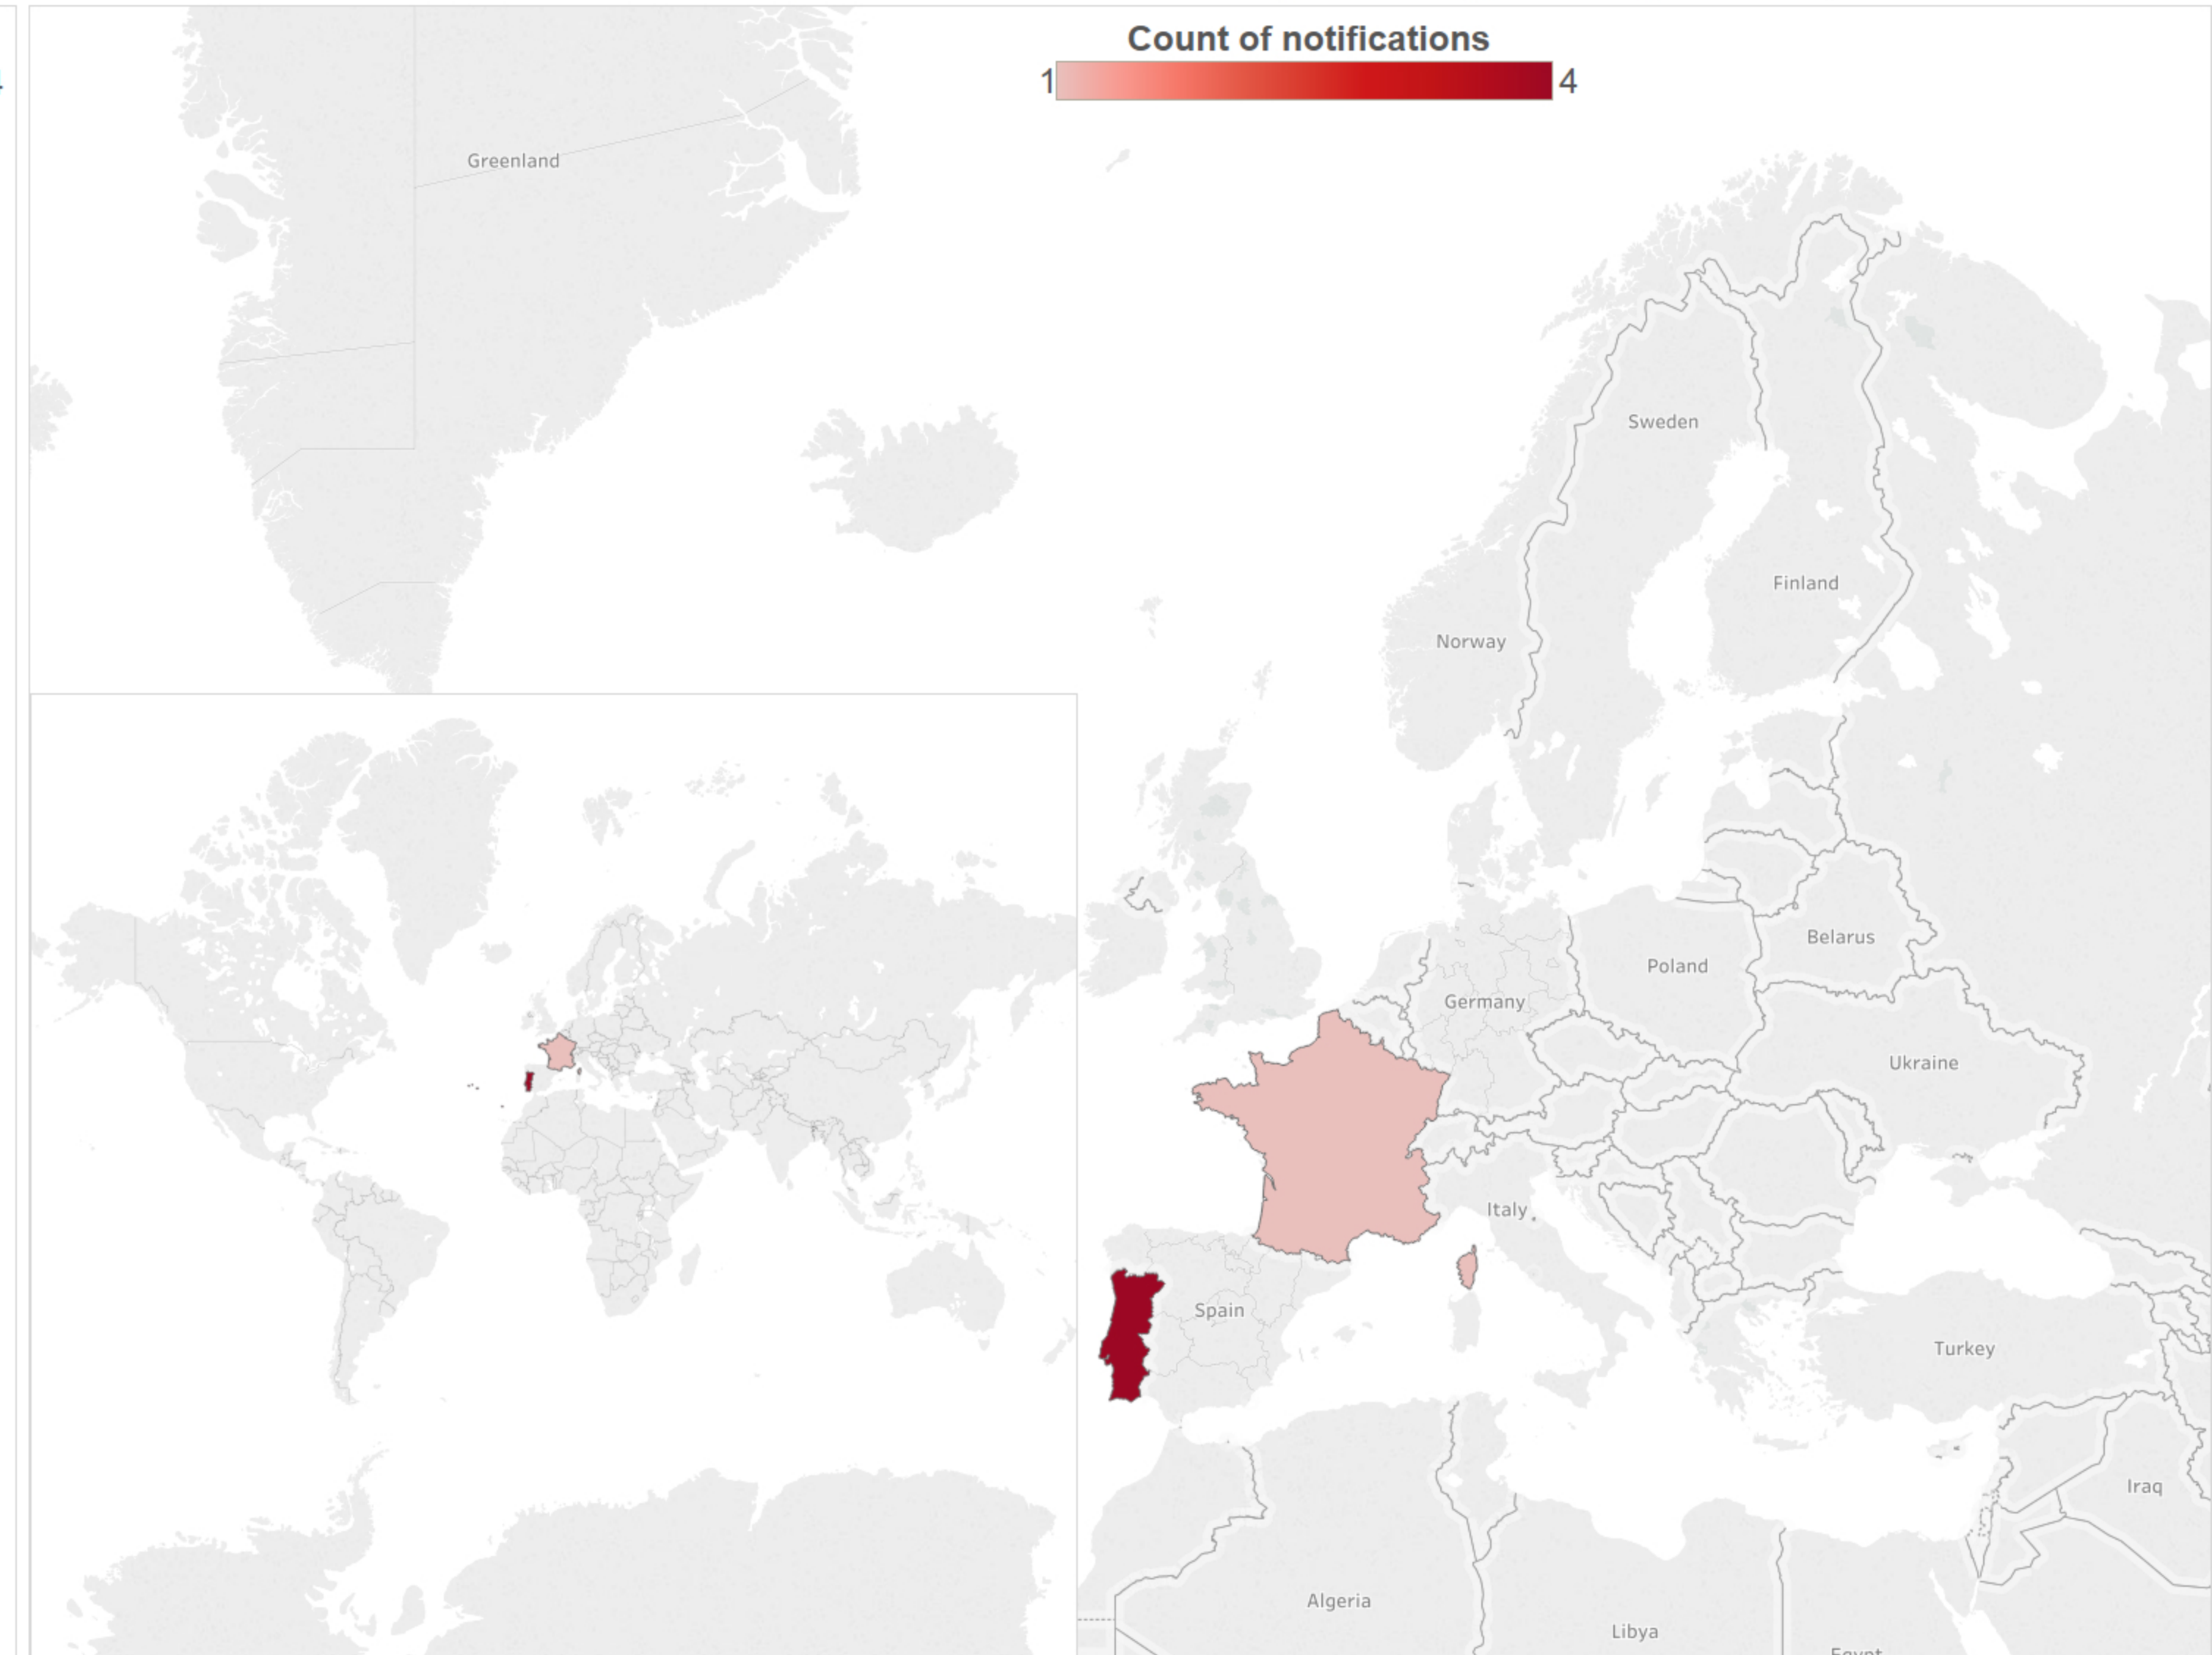 Count of notifications
1 4
Greenland
Sweden
Finland
Norway
Belarus
Poland
Germany
Ukraine
Italy
Spain
Turkey
Iraq
Algeria
Libya